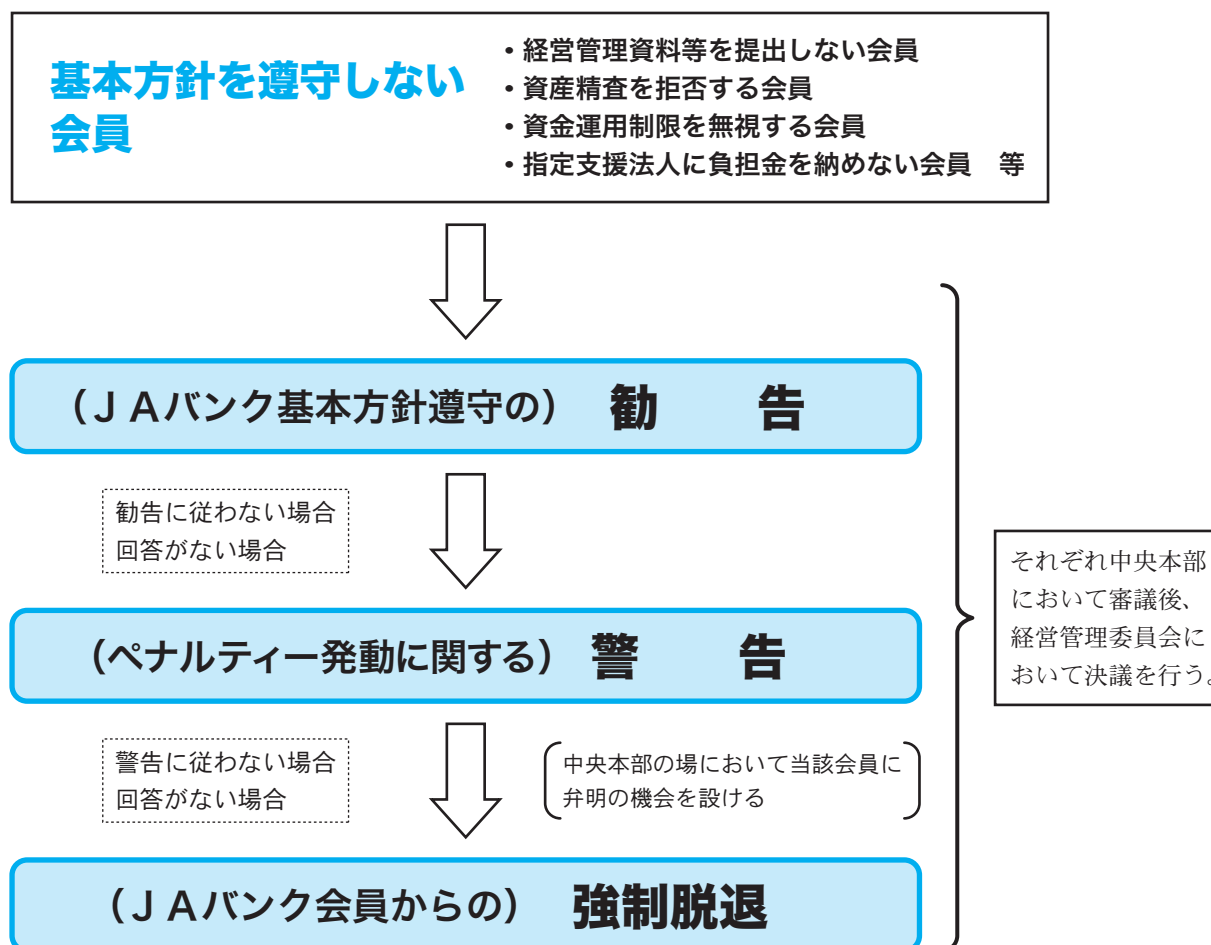 基本方針を遵守しない
会員
・経営管理資料等を提出しない会員
・資産精査を拒否する会員
・資金運用制限を無視する会員
・指定支援法人に負担金を納めない会員　等
（ＪＡバンク基本方針遵守の）　勧　　告
勧告に従わない場合
回答がない場合
（ペナルティー発動に関する）　警　　告
それぞれ中央本部
において審議後、
経営管理委員会に
おいて決議を行う。
警告に従わない場合
回答がない場合
中央本部の場において当該会員に
弁明の機会を設ける
（ＪＡバンク会員からの）　強制脱退